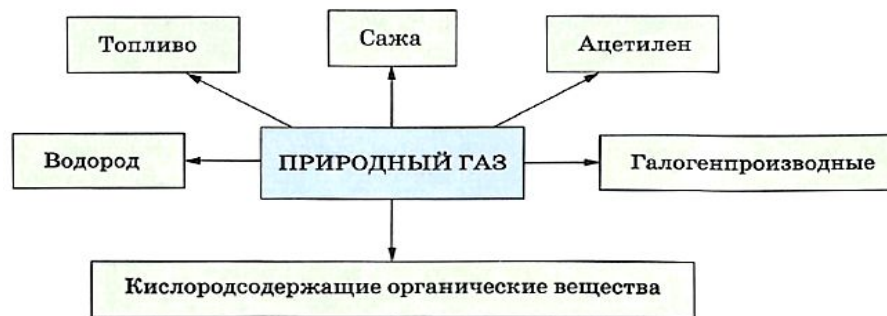 Топливо
Сажа
Ацетилен
Водород
ПРИРОДНЫЙ ГАЗ
Галогенпроизводные
Кислородсодержащие органические вещества